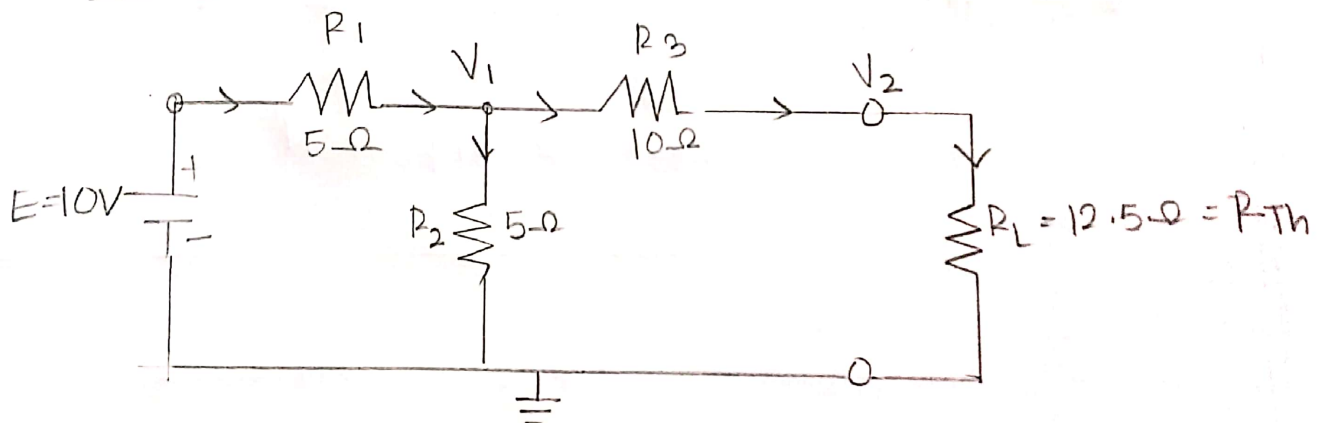 R1
V1
R3
V2
5Ω
10Ω
+
E=10V
-
R2
5Ω
RL = 12.5Ω = RTh